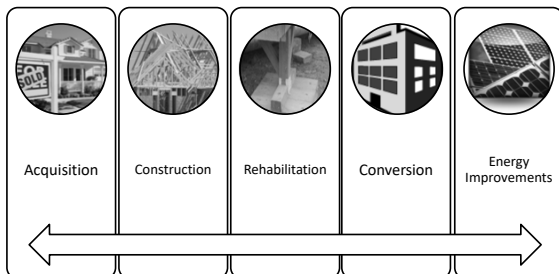 SOLD
Acquisition
Construction
Rehabilitation
Conversion
Energy
Improvements